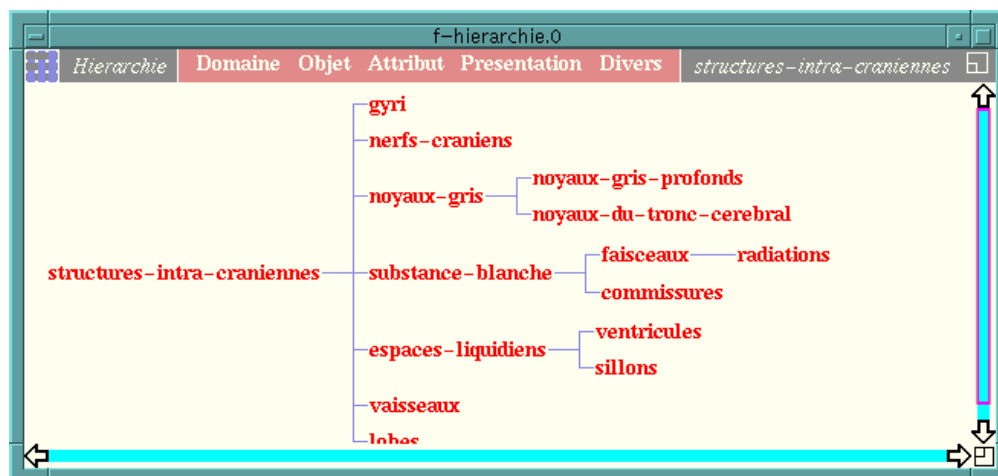 f-hierarchie.0
Hierarchie Domaine Objet Attribut Presentation Divers structures-intra-craniennes
gyri
nerfs-craniens
noyaux-gris-profonds
noyaux-gris
noyaux-du-tronc-cerebral
faisceaux radiations
structures-intra-craniennes substance-blanche
commissures
ventricules
espaces-liquidiens
sillons
vaisseaux
lobes